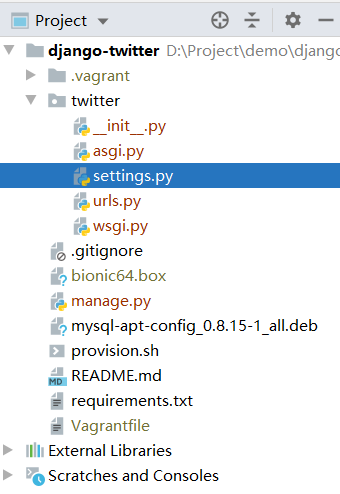 Project
django-twitter D:\Project\demo\django
.vagrant
twitter
__init__.py
asgi.py
settings.py
urls.py
wsgi.py
.gitignore
bionic64.box
manage.py
mysql-apt-config_0.8.15-1_all.deb
provision.sh
MD README.md
requirements.txt
Vagrantfile
External Libraries
Scratches and Consoles